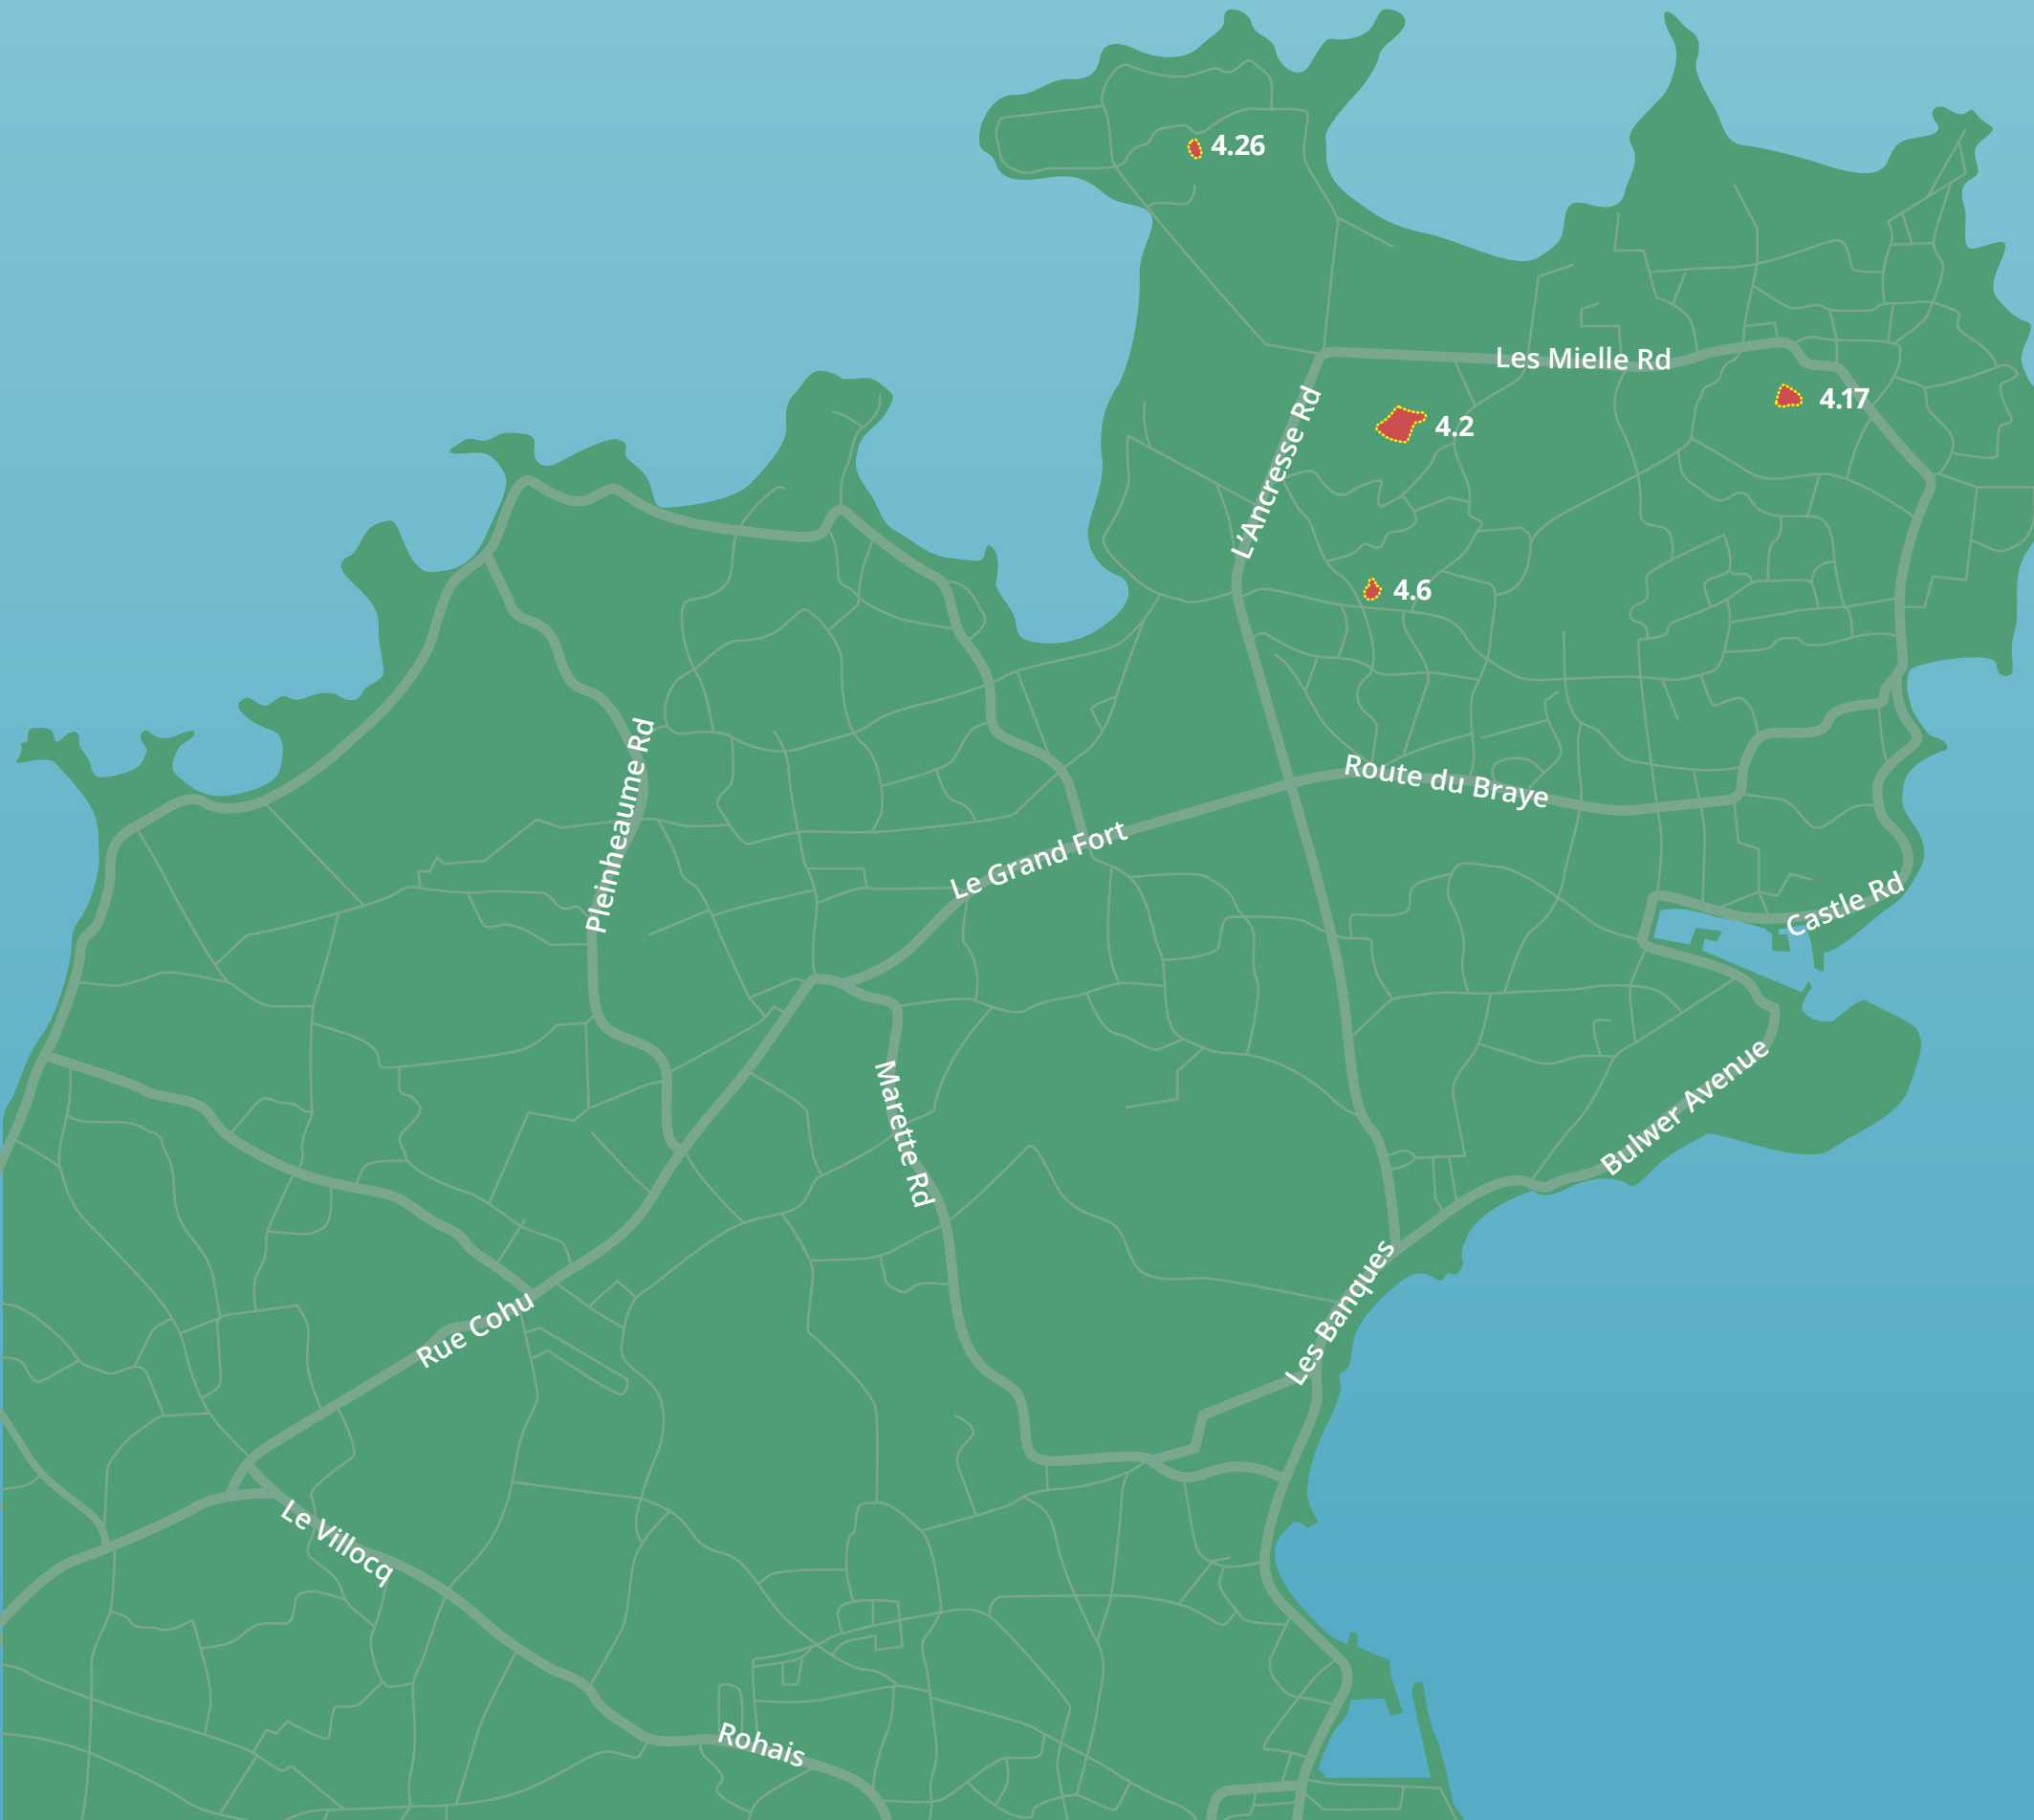 4.26
Les Mielle Rd
4.17
4.2
L'Ancresse Rd
4.6
Pleinheaume Rd
Route du Braye
Le Grand Fort
Castle Rd
Marette Rd
Bulwer Avenue
Les Banques
Rue Cohu
Le Villocq
Rohais